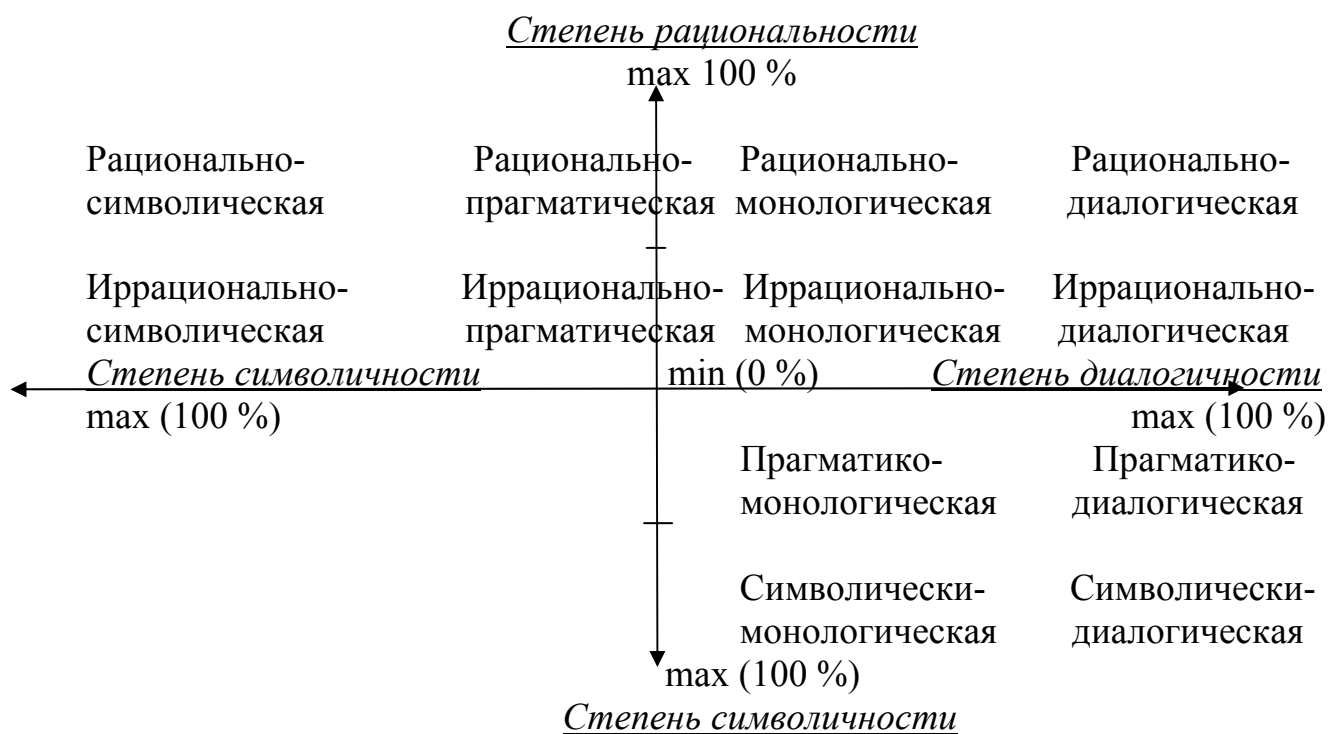 Степень рациональности
max 100 %
Рационально- Рационально- Рационально- Рационально-
символическая прагматическая монологическая диалогическая
Иррационально- Иррационально- Иррационально- Иррационально-
символическая прагматическая монологическая диалогическая
Степень символичности min (0 %) Степень диалогичности
max (100 %) max (100 %)
Прагматико- Прагматико-
монологическая диалогическая
Символически- Символически-
монологическая диалогическая
max (100 %)
Степень символичности